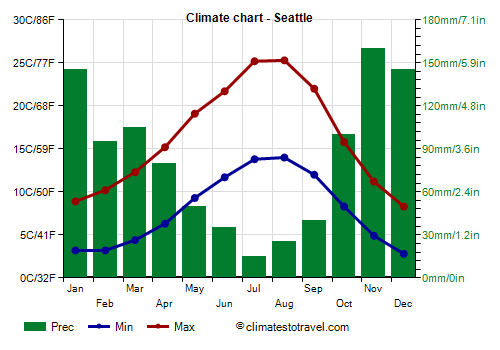 Climate chart - Seattle
30C/86F
25C/77F
20C/68F
15C/59F
10C/50F
5C/41F
0C/32F
180mm/7.1in
150mm/5.9in
120mm/4.8in
90mm/3.6in
60mm/2.4in
30mm/1.2in
0mm/0in
Jan
Feb
Mar
Apr
May
Jun
Jul
Aug
Sep
Oct
Nov
Dec
Prec
Min
Max
©climatestotravel.com